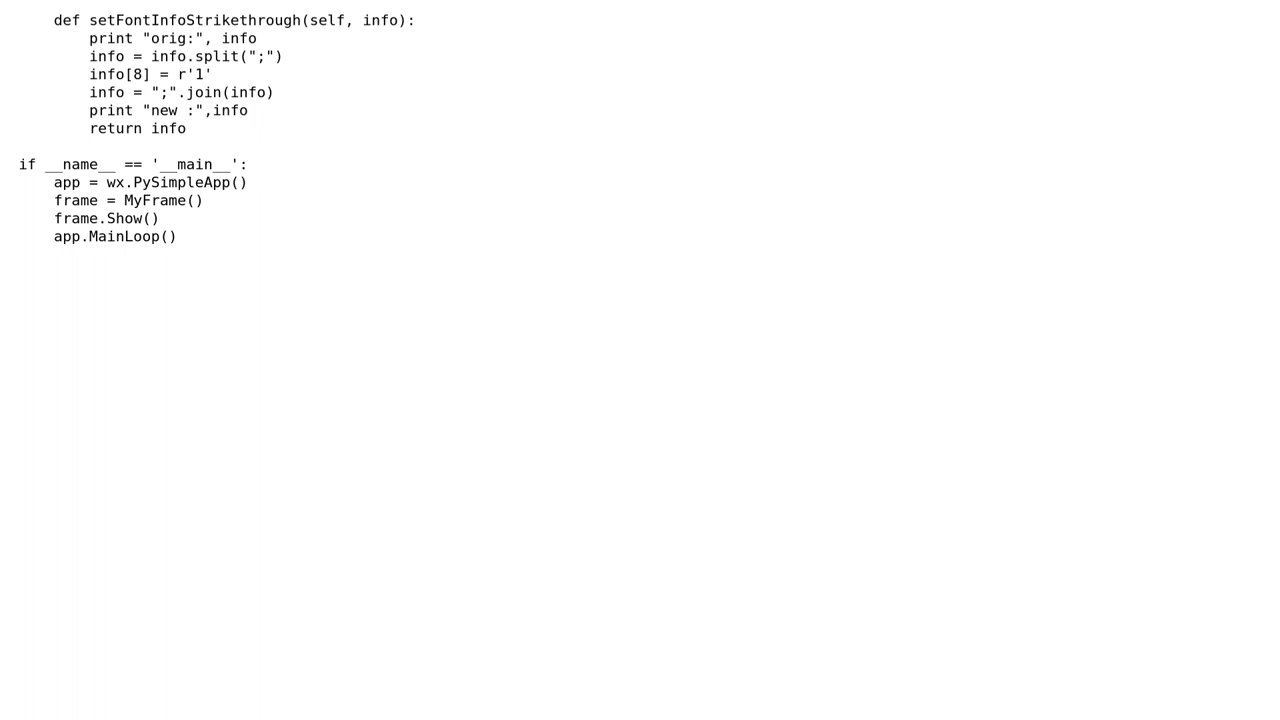 def setFontInfoStrikethrough(self, info):
        print "orig:", info
        info = info.split(";")
        info[8] = r'1'
        info = ";".join(info)
        print "new :",info
        return info

if __name__ == '__main__':
    app = wx.PySimpleApp()
    frame = MyFrame()
    frame.Show()
    app.MainLoop()